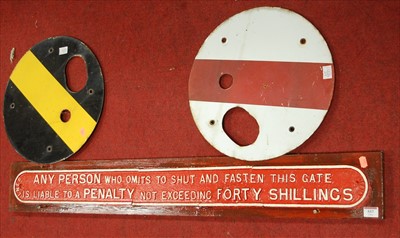 ANY PERSON WHO OMITS TO SHUT AND FASTEN THIS GATE
IS LIABLE TO A PENALTY NOT EXCEEDING FORTY SHILLINGS